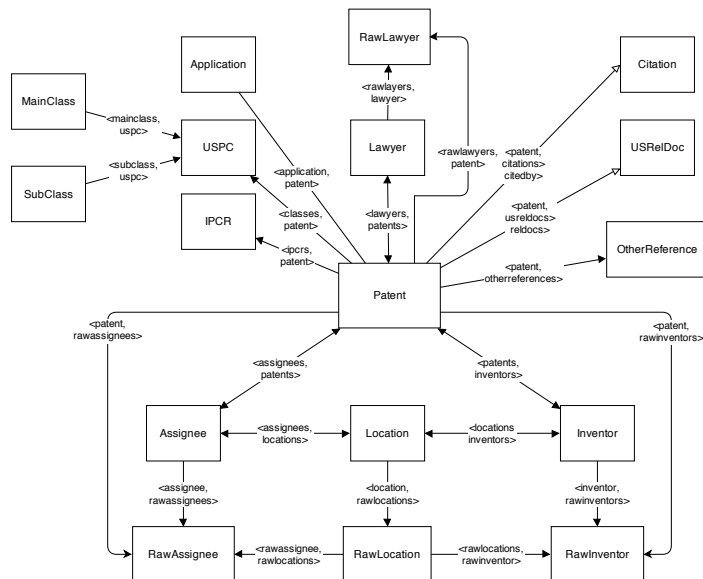 RawLawyer
Application
Citation
MainClass
<rawlayers,
lawyer>
<mainclass,
uspc>
USPC
Lawyer
USRelDoc
<rawlawyers,
patent>
<patent,
citations>
citedby>
<subclass,
uspc>
<application,
patent>
SubClass
IPCR
<classes,
patent>
<lawyers,
patents>
<patent,
usreldocs>
reldocs>
OtherReference
<ipcrs,
patent>
<patent,
otherreferences>
Patent
<patent,
rawassignees>
<patent,
rawinventors>
<assignees,
patents>
<patents,
inventors>
Assignee
<assignees,
locations>
Location
<locations
inventors>
Inventor
<assignee,
rawassignees>
<location,
rawlocations>
<inventor,
rawinventors>
RawAssignee
<rawassignee,
rawlocations>
RawLocation
<rawlocations,
rawinventor>
RawInventor